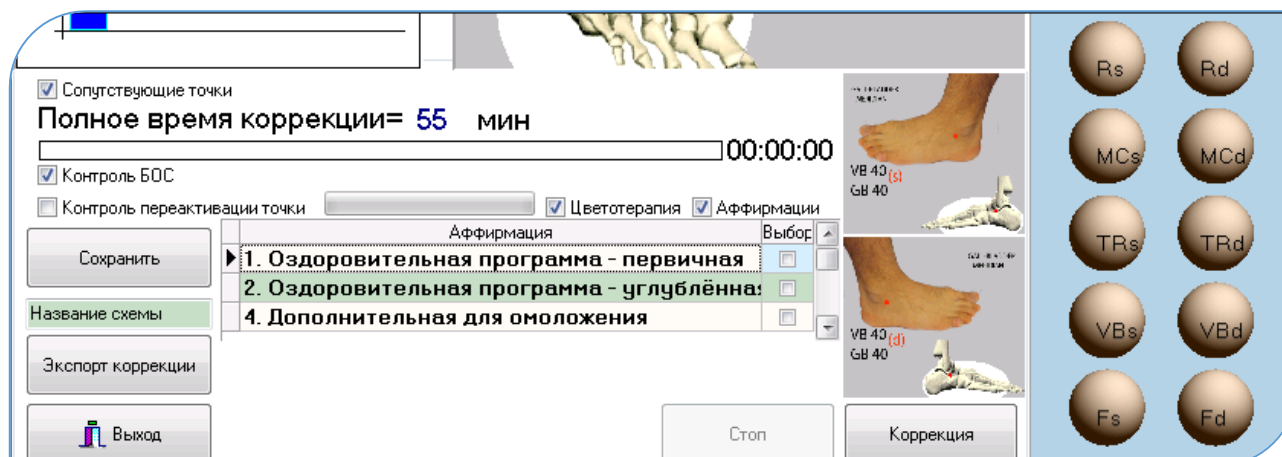 Сопутствующие точки
Полное время коррекции= 55 мин
00:00:00
Контроль БОС
Контроль переактивации точки
Цветотерапия
Аффирмации
Аффирмация
Выбор
1. Оздоровительная программа - первичная
2. Оздоровительная программа - углублённая
4. Дополнительная для омоложения
Сохранить
Название схемы
Экспорт коррекции
Выход
Стоп
Коррекция
VB 40 (s)
GB 40
VB 40 (d)
GB 40
Rs
Rd
MCs
MCd
TRs
TRd
VBs
VBd
Fs
Fd